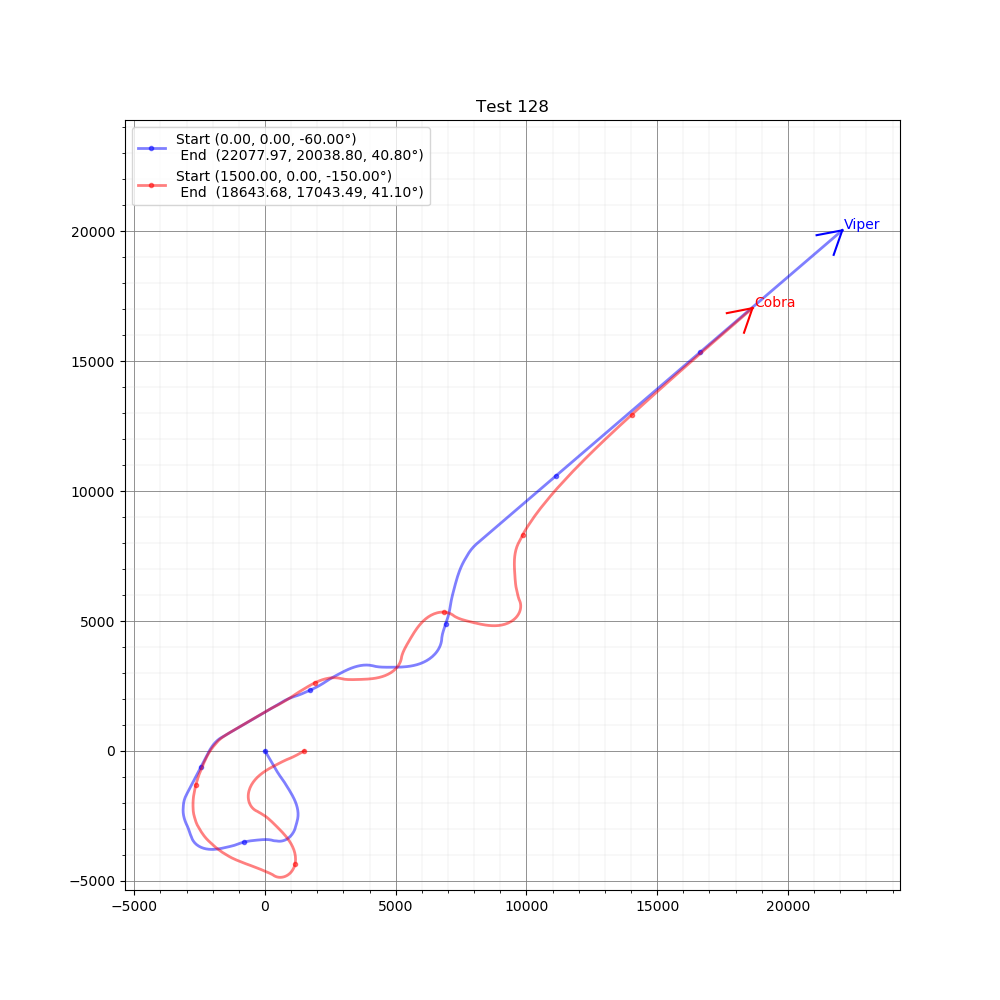 Test 128
Start (0.00, 0.00, -60.00°)
End (22077.97, 20038.80, 40.80°)
Start (1500.00, 0.00, -150.00°)
End (18643.68, 17043.49, 41.10°)
Viper
Cobra
20000
15000
10000
5000
0
−5000
−5000
0
5000
10000
15000
20000